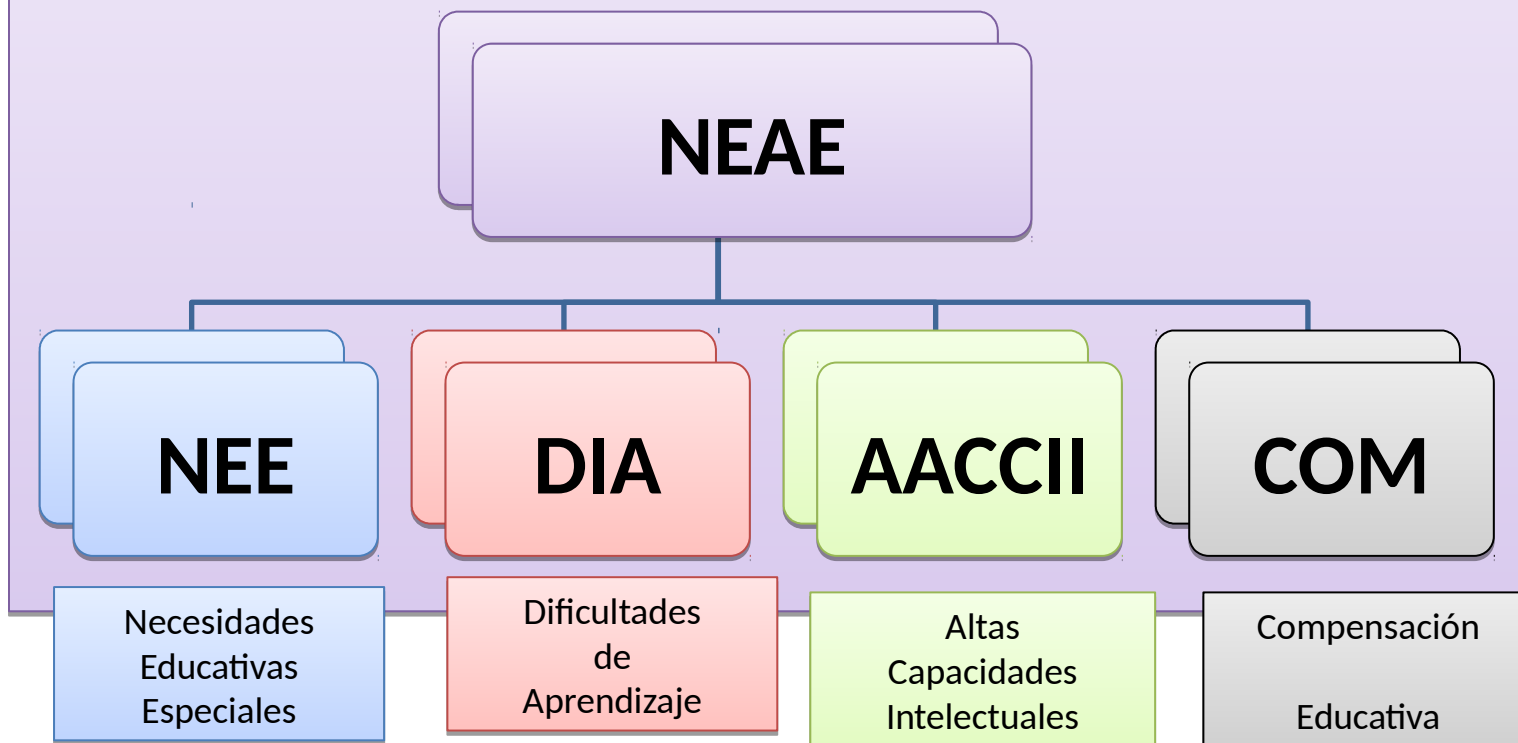 NEAE
NEE
DIA
AACCII
COM
Necesidades
Educativas
Especiales
Dificultades
de
Aprendizaje
Altas
Capacidades
Intelectuales
Compensación
Educativa